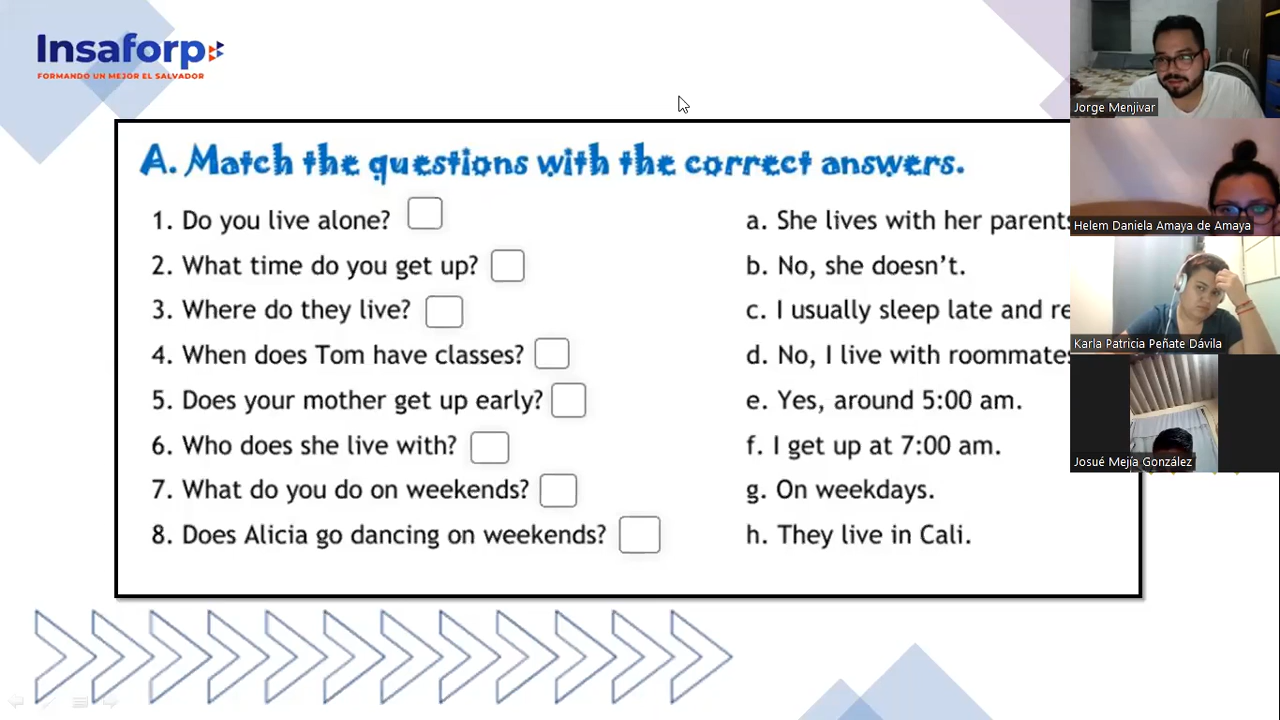 Insaforp
FORMANDO UN MEJOR EL SALVADOR
A. Match the questions with the correct answers.
1. Do you live alone?
2. What time do you get up?
3. Where do they live?
4. When does Tom have classes?
5. Does your mother get up early?
6. Who does she live with?
7. What do you do on weekends?
8. Does Alicia go dancing on weekends?
a. She lives with her parents
b. No, she doesn't.
c. I usually sleep late and
d. No, I live with roommates
e. Yes, around 5:00 am.
f. I get up at 7:00 am.
g. On weekdays.
h. They live in Cali.
Jorge Menjivar
Helem Daniela Amaya de Amaya
Karla Patricia Peñate Dávila
Josué Mejía González